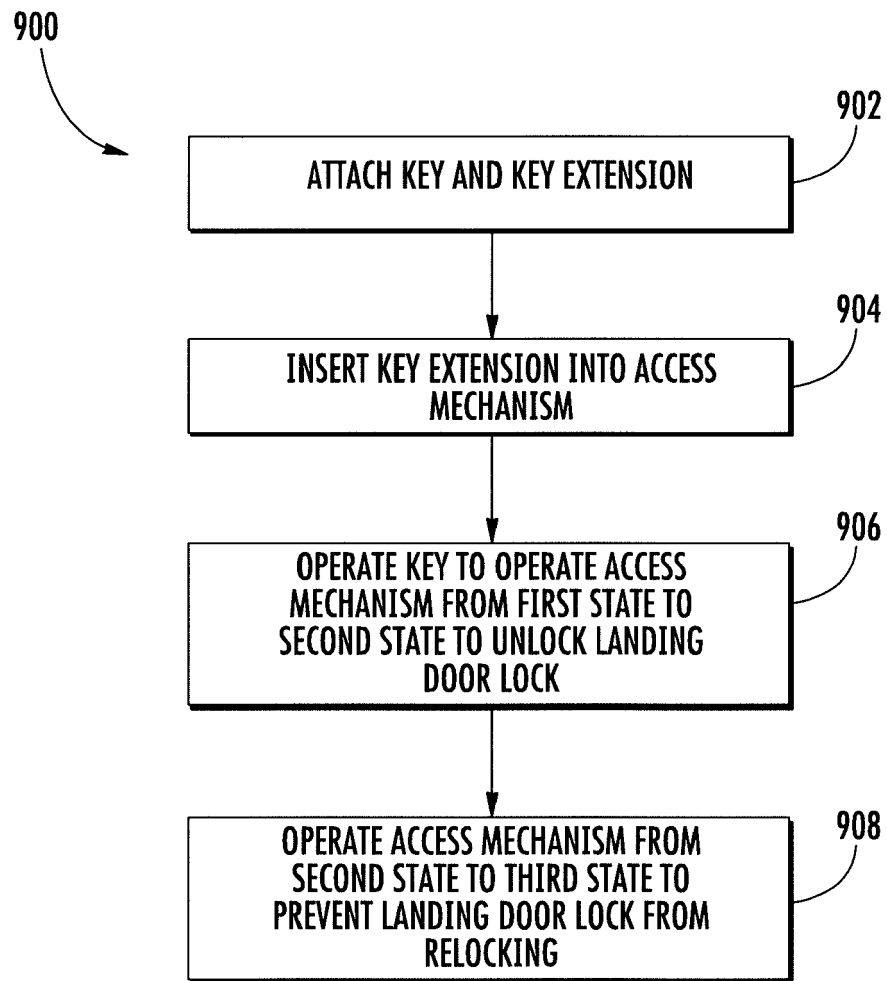 900
902
ATTACH KEY AND KEY EXTENSION
904
INSERT KEY EXTENSION INTO ACCESS
MECHANISM
906
OPERATE KEY TO OPERATE ACCESS
MECHANISM FROM FIRST STATE TO
SECOND STATE TO UNLOCK LANDING
DOOR LOCK
908
OPERATE ACCESS MECHANISM FROM
SECOND STATE TO THIRD STATE TO
PREVENT LANDING DOOR LOCK FROM
RELOCKING